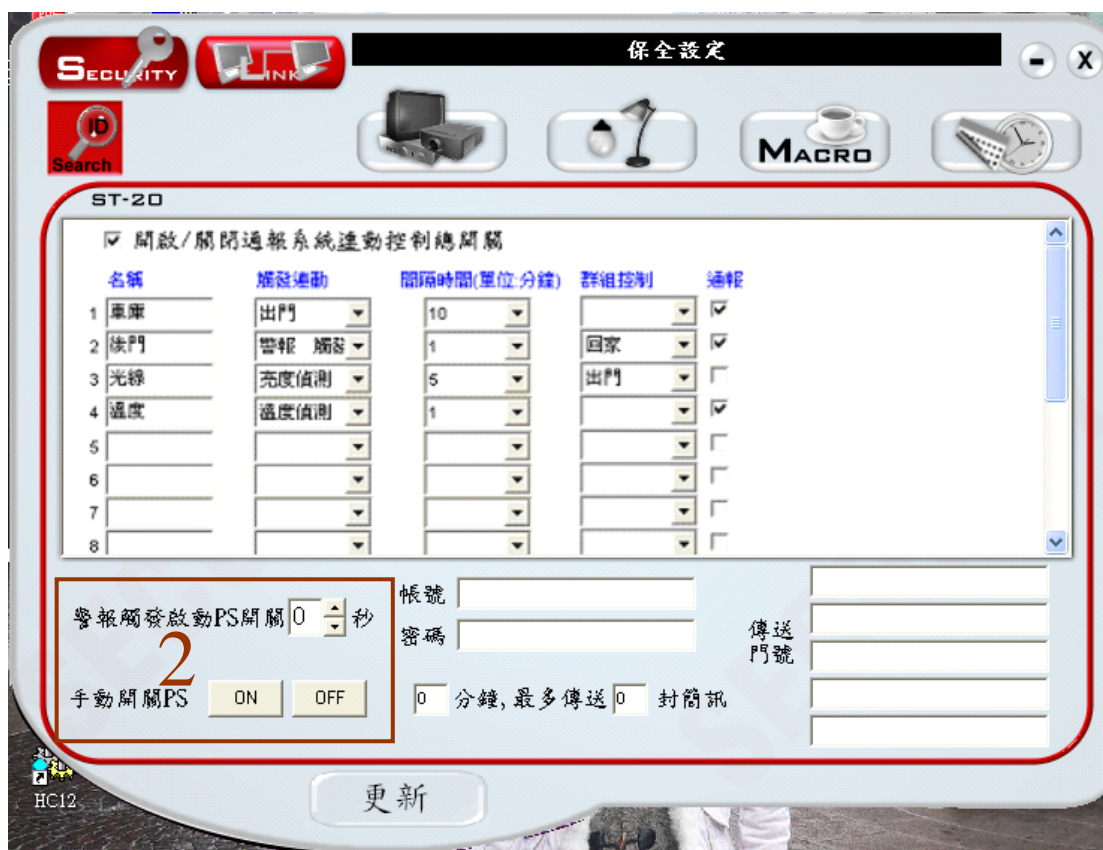 保全設定
SECURITY
LINK
X
ID
Search
MACRO
ST-20
開啟/關閉通報系統連動控制總開關
名稱 觸發連動 間隔時間(單位:分鐘) 群組控制 通報
1 車庫 出門 10
2 後門 警報 觸發 1 回家
3 光線 亮度偵測 5 出門
4 溫度 溫度偵測 1
5
6
7
8
警報觸發啟動PS開關 0 秒
2
手動開關PS ON OFF
帳號
密碼
0 分鐘,最多傳送 0 封簡訊
傳送
門號
HC12
更新